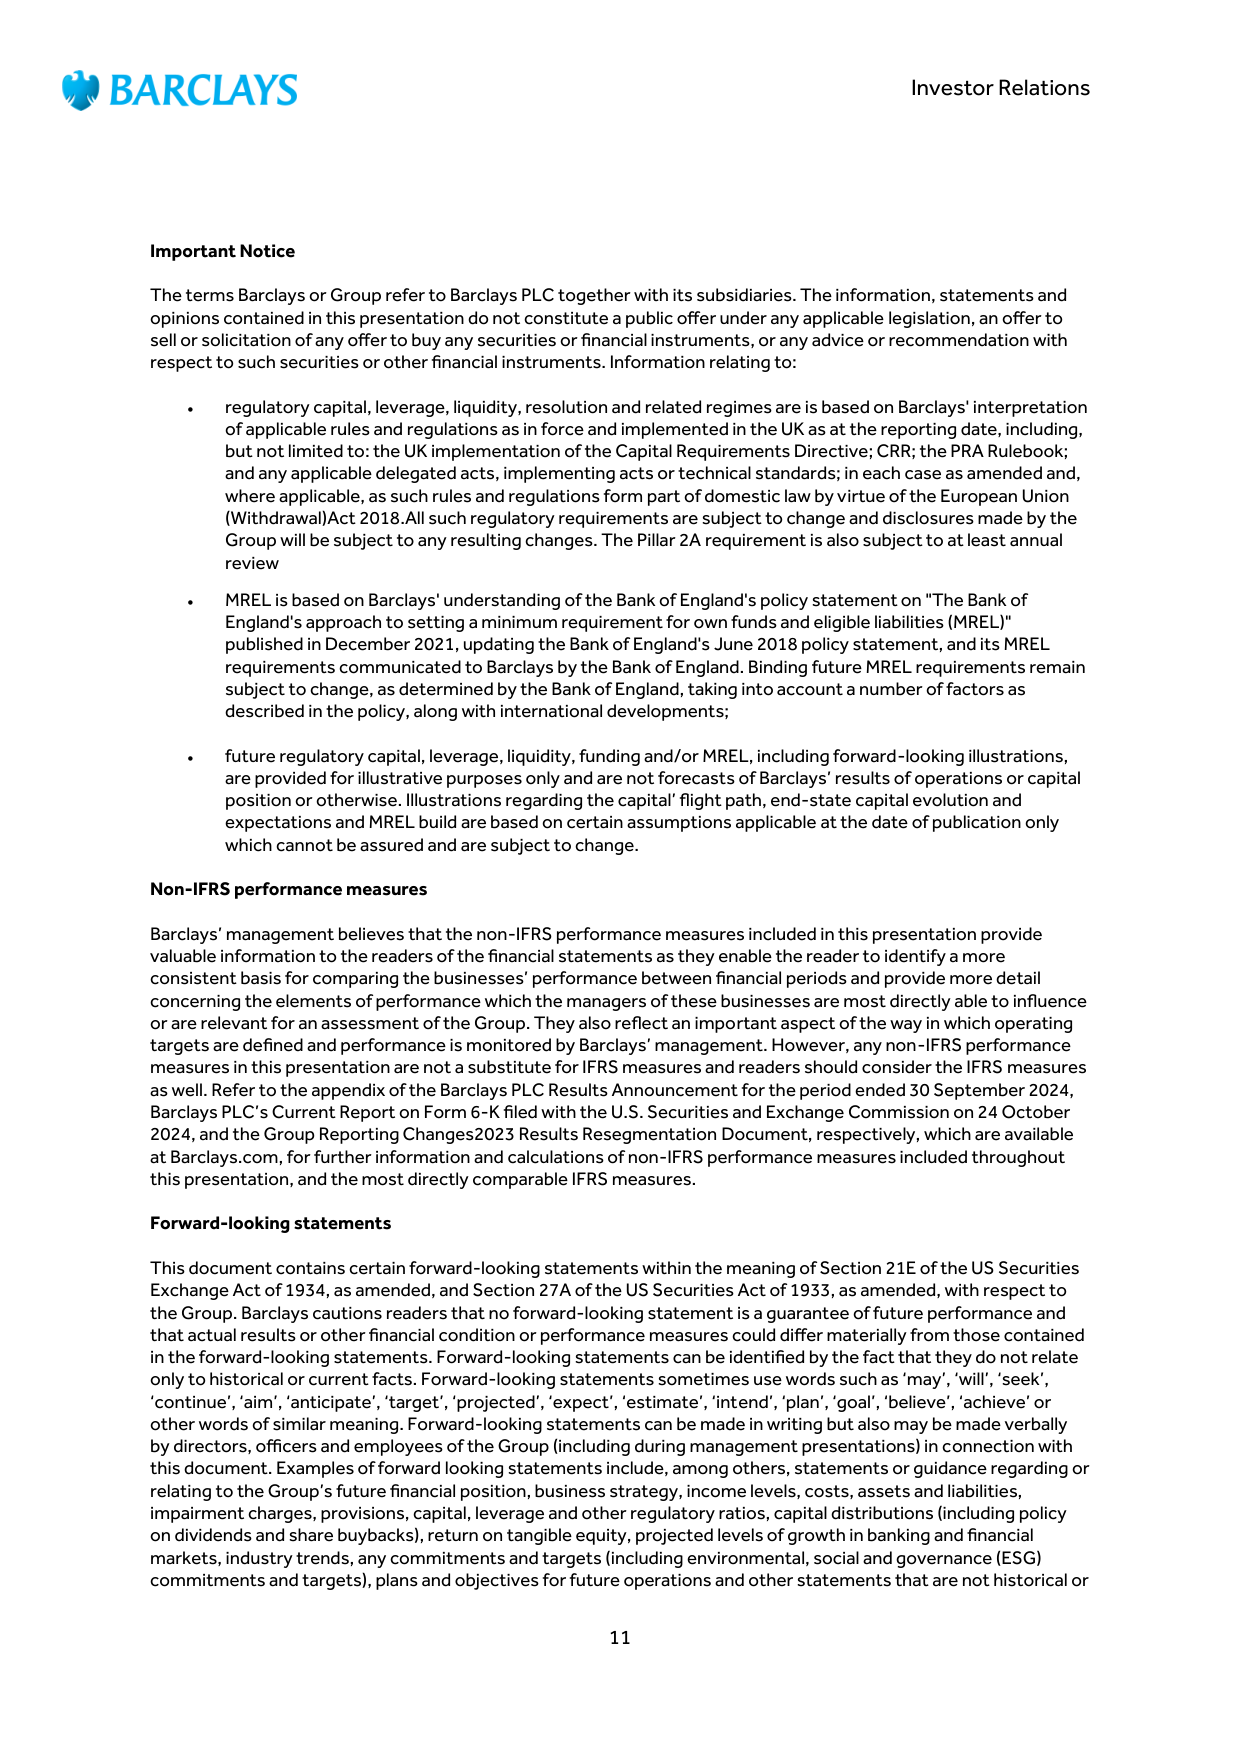 BARCLAYS
Investor Relations
Important Notice
The terms Barclays or Group refer to Barclays PLC together with its subsidiaries. The information, statements and
opinions contained in this presentation do not constitute a public offer under any applicable legislation, an offer to
sell or solicitation of any offer to buy any securities or financial instruments, or any advice or recommendation with
respect to such securities or other financial instruments. Information relating to:
• regulatory capital, leverage, liquidity, resolution and related regimes are is based on Barclays' interpretation
of applicable rules and regulations as in force and implemented in the UK as at the reporting date, including,
but not limited to: the UK implementation of the Capital Requirements Directive; CRR; the PRA Rulebook;
and any applicable delegated acts, implementing acts or technical standards; in each case as amended and,
where applicable, as such rules and regulations form part of domestic law by virtue of the European Union
(Withdrawal)Act 2018.All such regulatory requirements are subject to change and disclosures made by the
Group will be subject to any resulting changes. The Pillar 2A requirement is also subject to at least annual
review
• MREL is based on Barclays' understanding of the Bank of England's policy statement on "The Bank of
England's approach to setting a minimum requirement for own funds and eligible liabilities (MREL)"
published in December 2021, updating the Bank of England's June 2018 policy statement, and its MREL
requirements communicated to Barclays by the Bank of England. Binding future MREL requirements remain
subject to change, as determined by the Bank of England, taking into account a number of factors as
described in the policy, along with international developments;
• future regulatory capital, leverage, liquidity, funding and/or MREL, including forward-looking illustrations,
are provided for illustrative purposes only and are not forecasts of Barclays’ results of operations or capital
position or otherwise. Illustrations regarding the capital’ flight path, end-state capital evolution and
expectations and MREL build are based on certain assumptions applicable at the date of publication only
which cannot be assured and are subject to change.
Non-IFRS performance measures
Barclays’ management believes that the non-IFRS performance measures included in this presentation provide
valuable information to the readers of the financial statements as they enable the reader to identify a more
consistent basis for comparing the businesses’ performance between financial periods and provide more detail
concerning the elements of performance which the managers of these businesses are most directly able to influence
or are relevant for an assessment of the Group. They also reflect an important aspect of the way in which operating
targets are defined and performance is monitored by Barclays’ management. However, any non-IFRS performance
measures in this presentation are not a substitute for IFRS measures and readers should consider the IFRS measures
as well. Refer to the appendix of the Barclays PLC Results Announcement for the period ended 30 September 2024,
Barclays PLC’s Current Report on Form 6-K filed with the U.S. Securities and Exchange Commission on 24 October
2024, and the Group Reporting Changes2023 Results Resegmentation Document, respectively, which are available
at Barclays.com, for further information and calculations of non-IFRS performance measures included throughout
this presentation, and the most directly comparable IFRS measures.
Forward-looking statements
This document contains certain forward-looking statements within the meaning of Section 21E of the US Securities
Exchange Act of 1934, as amended, and Section 27A of the US Securities Act of 1933, as amended, with respect to
the Group. Barclays cautions readers that no forward-looking statement is a guarantee of future performance and
that actual results or other financial condition or performance measures could differ materially from those contained
in the forward-looking statements. Forward-looking statements can be identified by the fact that they do not relate
only to historical or current facts. Forward-looking statements sometimes use words such as ‘may’, ‘will’, ‘seek’,
‘continue’, ‘aim’, ‘anticipate’, ‘target’, ‘projected’, ‘expect’, ‘estimate’, ‘intend’, ‘plan’, ‘goal’, ‘believe’, ‘achieve’ or
other words of similar meaning. Forward-looking statements can be made in writing but also may be made verbally
by directors, officers and employees of the Group (including during management presentations) in connection with
this document. Examples of forward looking statements include, among others, statements or guidance regarding or
relating to the Group’s future financial position, business strategy, income levels, costs, assets and liabilities,
impairment charges, provisions, capital, leverage and other regulatory ratios, capital distributions (including policy
on dividends and share buybacks), return on tangible equity, projected levels of growth in banking and financial
markets, industry trends, any commitments and targets (including environmental, social and governance (ESG)
commitments and targets), plans and objectives for future operations and other statements that are not historical or
11